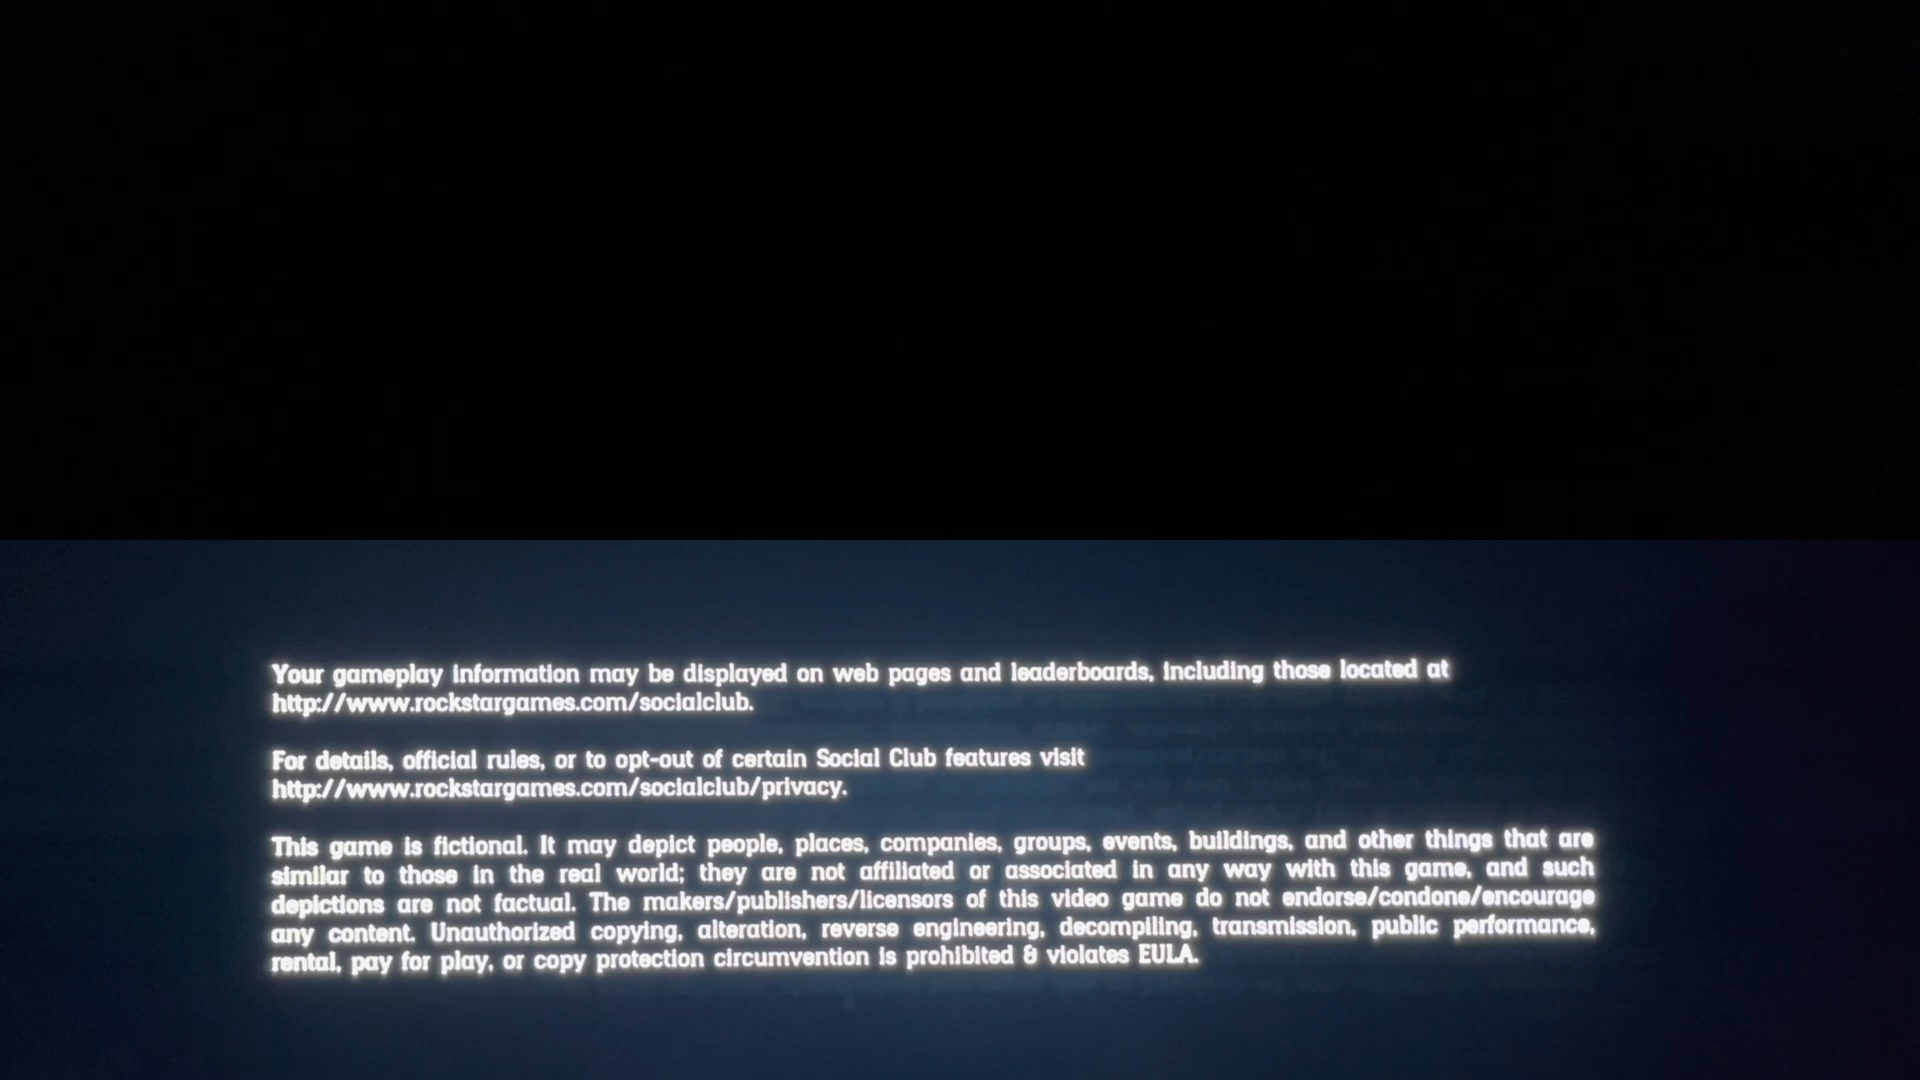 Your gameplay information may be displayed on web pages and leaderboards, including those located at
http://www.rockstargames.com/socialclub.
For details, official rules, or to opt-out of certain Social Club features visit
http://www.rockstargames.com/socialclub/privacy.
This game is fictional. It may depict people, places, companies, groups, events, buildings, and other things that are
similar to those in the real world; they are not affiliated or associated in any way with this game, and such
depictions are not factual. The makers/publishers/licensors of this video game do not endorse/condone/encourage
any content. Unauthorized copying, alteration, reverse engineering, decompiling, transmission, public performance,
rental, pay for play, or copy protection circumvention is prohibited & violates EULA.